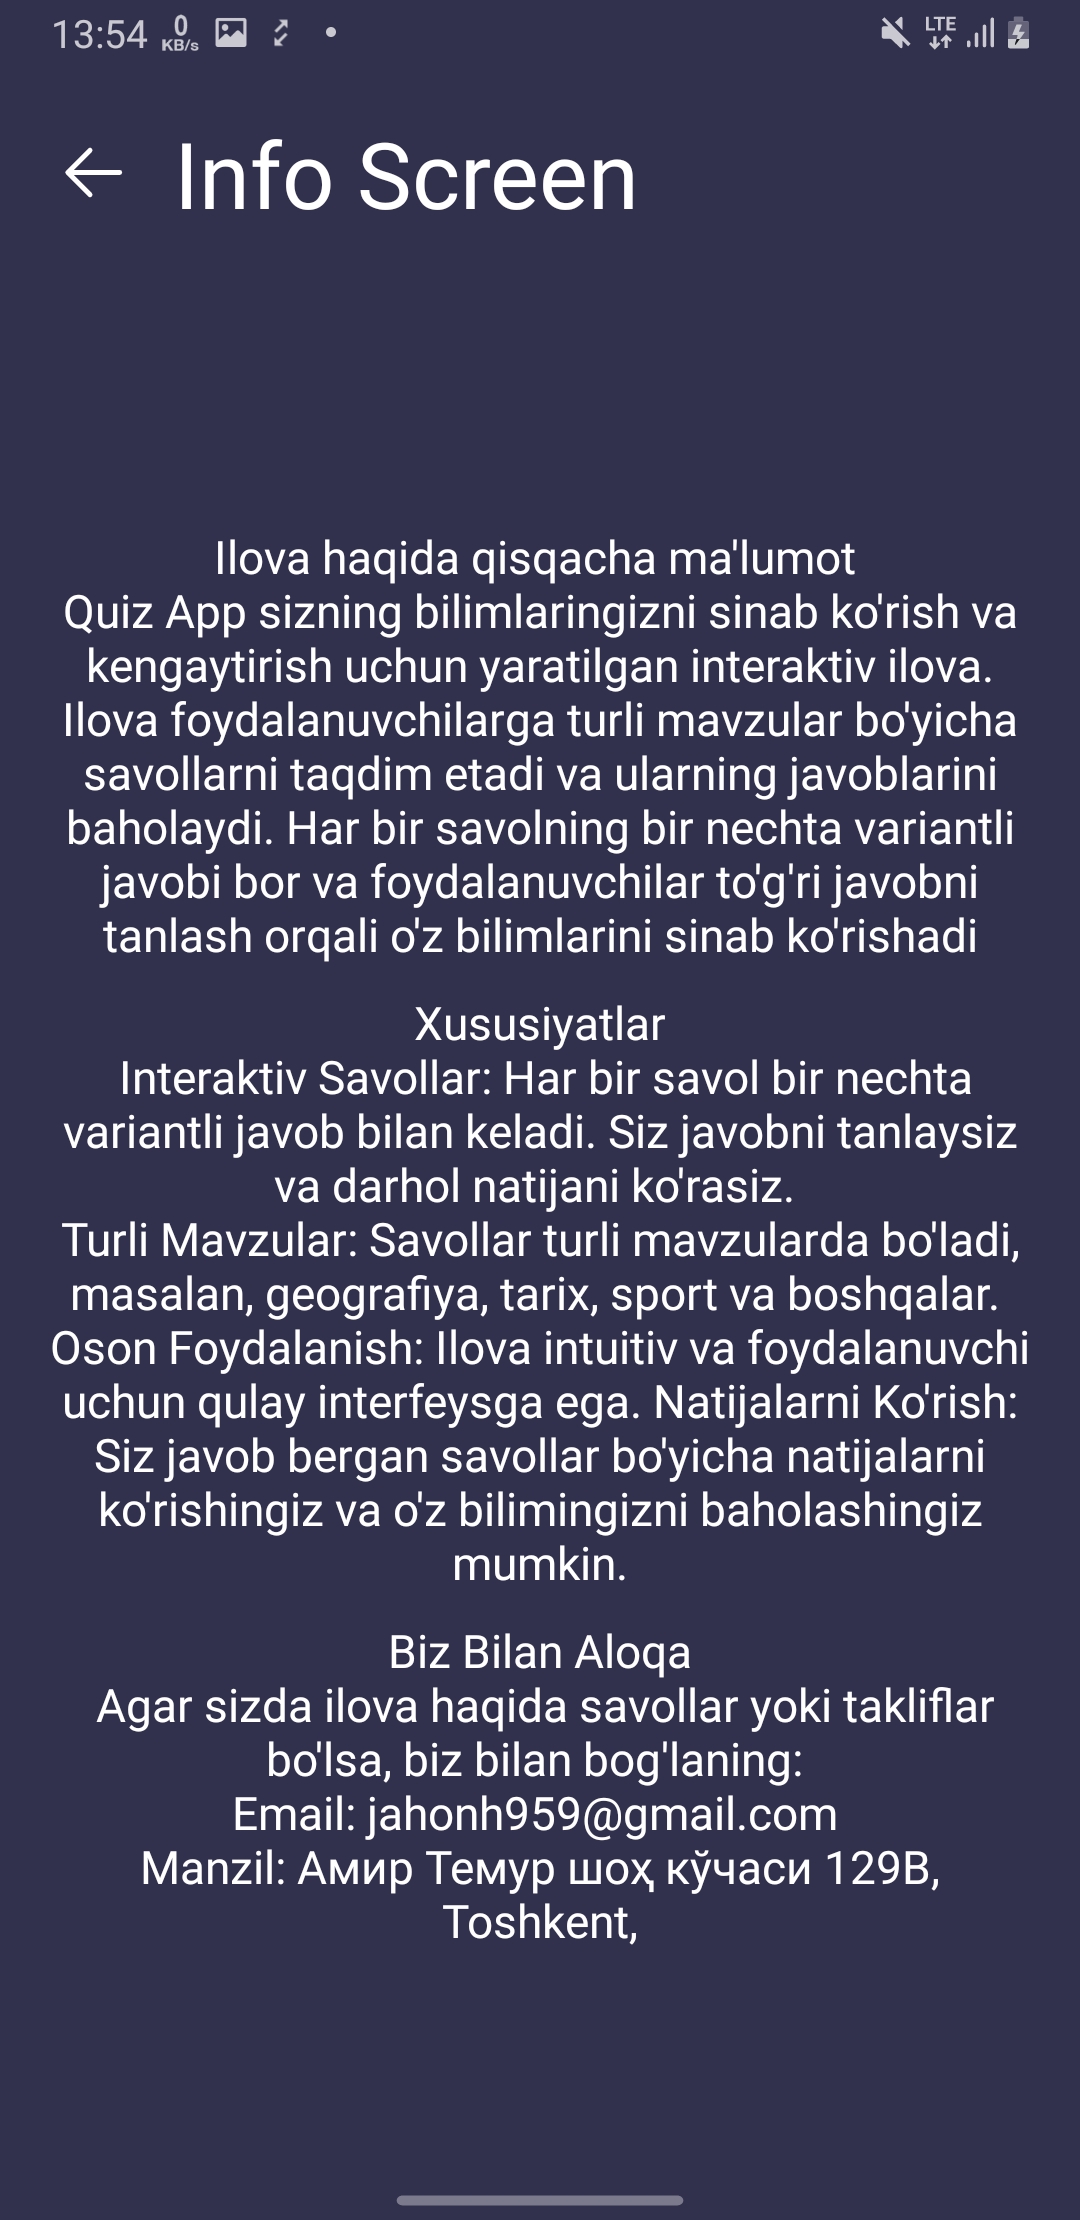 13:54 0 KB/s LTE
Info Screen
Ilova haqida qisqacha ma'lumot
Quiz App sizning bilimlaringizni sinab ko'rish va
kengaytirish uchun yaratilgan interaktiv ilova.
Ilova foydalanuvchilarga turli mavzular bo'yicha
savollarni taqdim etadi va ularning javoblarini
baholaydi. Har bir savolning bir nechta variantli
javobi bor va foydalanuvchilar to'g'ri javobni
tanlash orqali o'z bilimlarini sinab ko'rishadi
Xususiyatlar
Interaktiv Savollar: Har bir savol bir nechta
variantli javob bilan keladi. Siz javobni tanlaysiz
va darhol natijani ko'rasiz.
Turli Mavzular: Savollar turli mavzularda bo'ladi,
masalan, geografiya, tarix, sport va boshqalar.
Oson Foydalanish: Ilova intuitiv va foydalanuvchi
uchun qulay interfeysga ega. Natijalarni Ko'rish:
Siz javob bergan savollar bo'yicha natijalarni
ko'rishingiz va o'z bilimingizni baholashingiz
mumkin.
Biz Bilan Aloqa
Agar sizda ilova haqida savollar yoki takliflar
bo'lsa, biz bilan bog'laning:
Email: jahonh959@gmail.com
Manzil: Амир Темур шоҳ кўчаси 129B,
Toshkent,